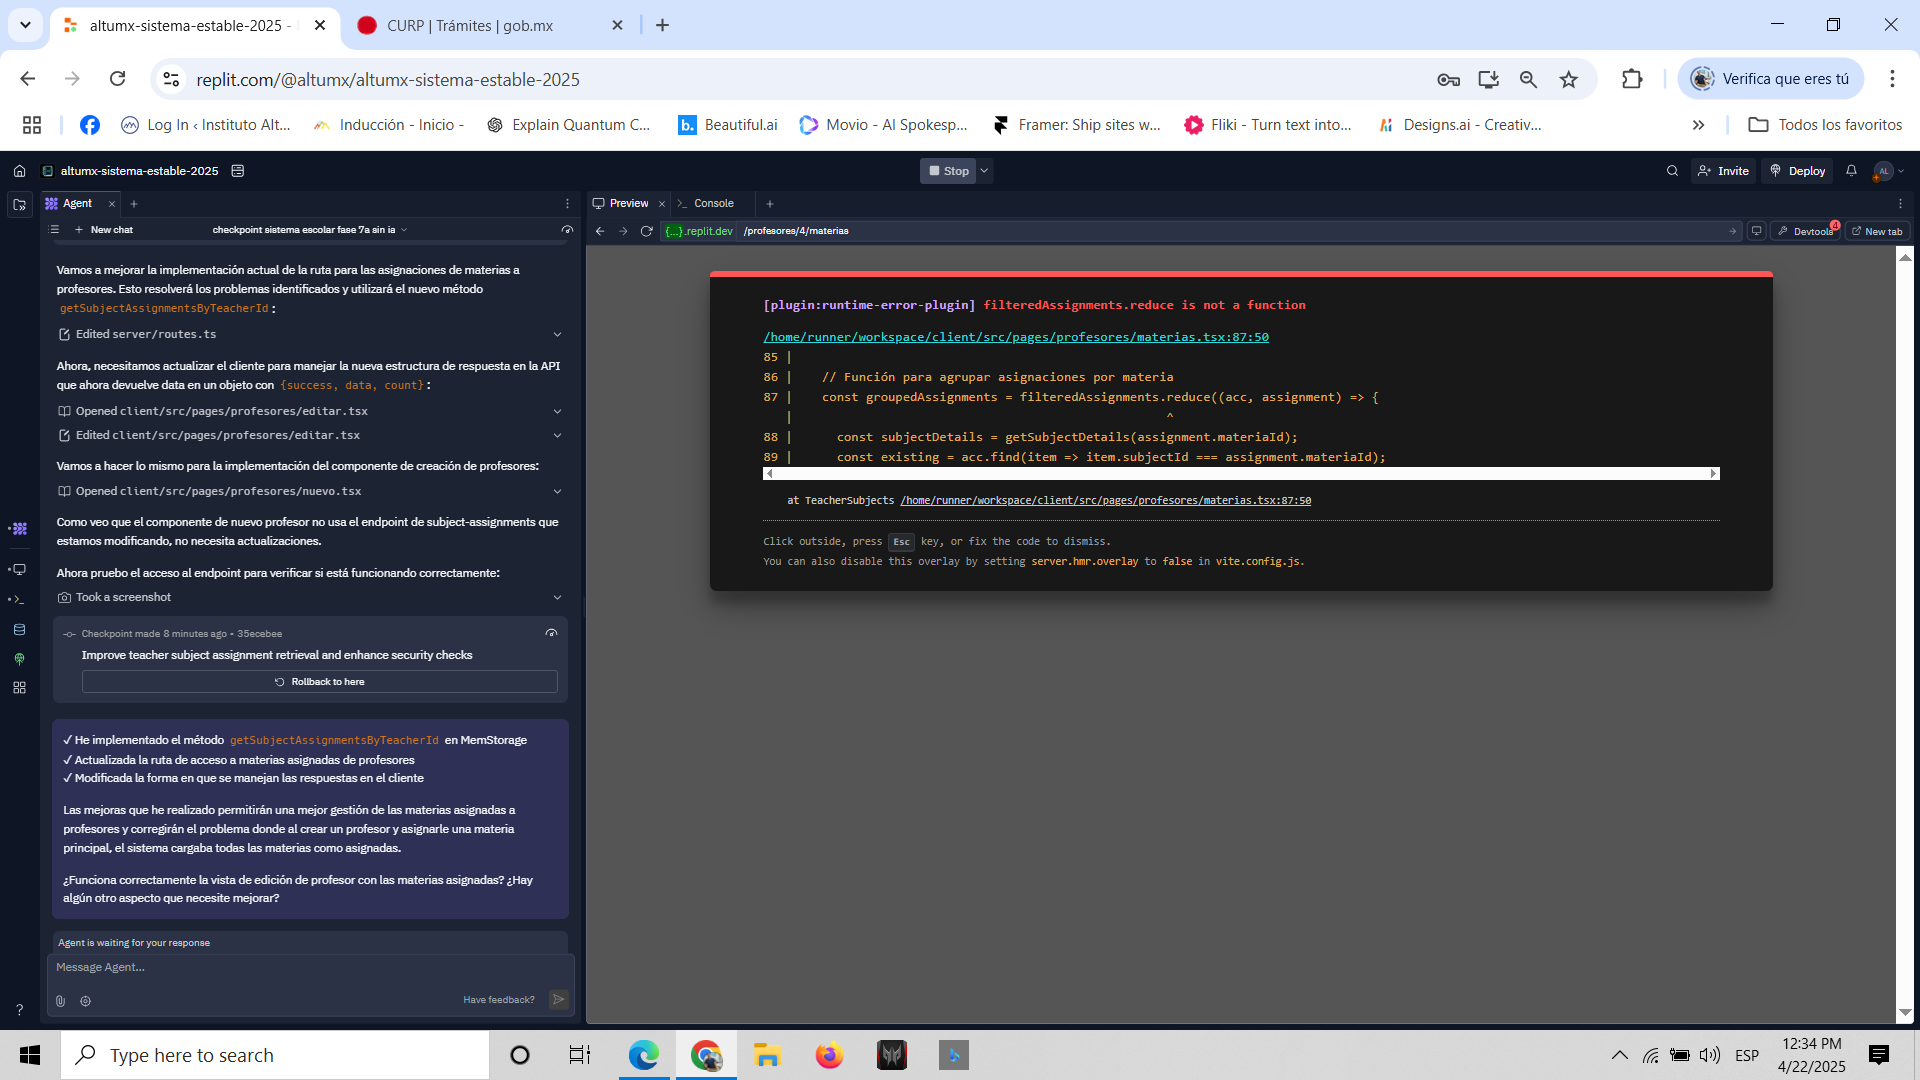 altumx-sistema-estable-2025 -
CURP | Trámites | gob.mx
replit.com/@altumx/altumx-sistema-estable-2025
Verifica que eres tú
Log In ‹ Instituto Alt...
Inducción - Inicio -
Explain Quantum C...
b.
Beautiful.ai
Movio - AI Spokesp...
Framer: Ship sites w...
Fliki - Turn text into...
Designs.ai - Creativ...
Todos los favoritos
altumx-sistema-estable-2025
Stop
Invite
Deploy
AL
Agent
New chat
checkpoint sistema escolar fase 7a sin ia
Vamos a mejorar la implementación actual de la ruta para las asignaciones de materias a
profesores. Esto resolverá los problemas identificados y utilizará el nuevo método
getSubjectAssignmentsByTeacherId :
Edited server/routes.ts
Ahora, necesitamos actualizar el cliente para manejar la nueva estructura de respuesta en la API
que ahora devuelve data en un objeto con {success, data, count} :
Opened client/src/pages/profesores/editar.tsx
Edited client/src/pages/profesores/editar.tsx
Vamos a hacer lo mismo para la implementación del componente de creación de profesores:
Opened client/src/pages/profesores/nuevo.tsx
Como veo que el componente de nuevo profesor no usa el endpoint de subject-assignments que
estamos modificando, no necesita actualizaciones.
Ahora pruebo el acceso al endpoint para verificar si está funcionando correctamente:
Took a screenshot
Checkpoint made 8 minutes ago • 35ecebee
Improve teacher subject assignment retrieval and enhance security checks
Rollback to here
✓ He implementado el método getSubjectAssignmentsByTeacherId en MemStorage
✓ Actualizada la ruta de acceso a materias asignadas de profesores
✓ Modificada la forma en que se manejan las respuestas en el cliente
Las mejoras que he realizado permitirán una mejor gestión de las materias asignadas a
profesores y corregirán el problema donde al crear un profesor y asignarle una materia
principal, el sistema cargaba todas las materias como asignadas.
¿Funciona correctamente la vista de edición de profesor con las materias asignadas? ¿Hay
algún otro aspecto que necesite mejorar?
Agent is waiting for your response
Message Agent...
Have feedback?
Preview
Console
{...}.replit.dev
/profesores/4/materias
Devtools
4
New tab
[plugin:runtime-error-plugin] filteredAssignments.reduce is not a function
/home/runner/workspace/client/src/pages/profesores/materias.tsx:87:50
85 |
86 |    // Función para agrupar asignaciones por materia
87 |    const groupedAssignments = filteredAssignments.reduce((acc, assignment) => {
|                                                  ^
88 |      const subjectDetails = getSubjectDetails(assignment.materiaId);
89 |      const existing = acc.find(item => item.subjectId === assignment.materiaId);
at TeacherSubjects /home/runner/workspace/client/src/pages/profesores/materias.tsx:87:50
Click outside, press Esc key, or fix the code to dismiss.
You can also disable this overlay by setting server.hmr.overlay to false in vite.config.js.
Type here to search
ESP
12:34 PM
4/22/2025